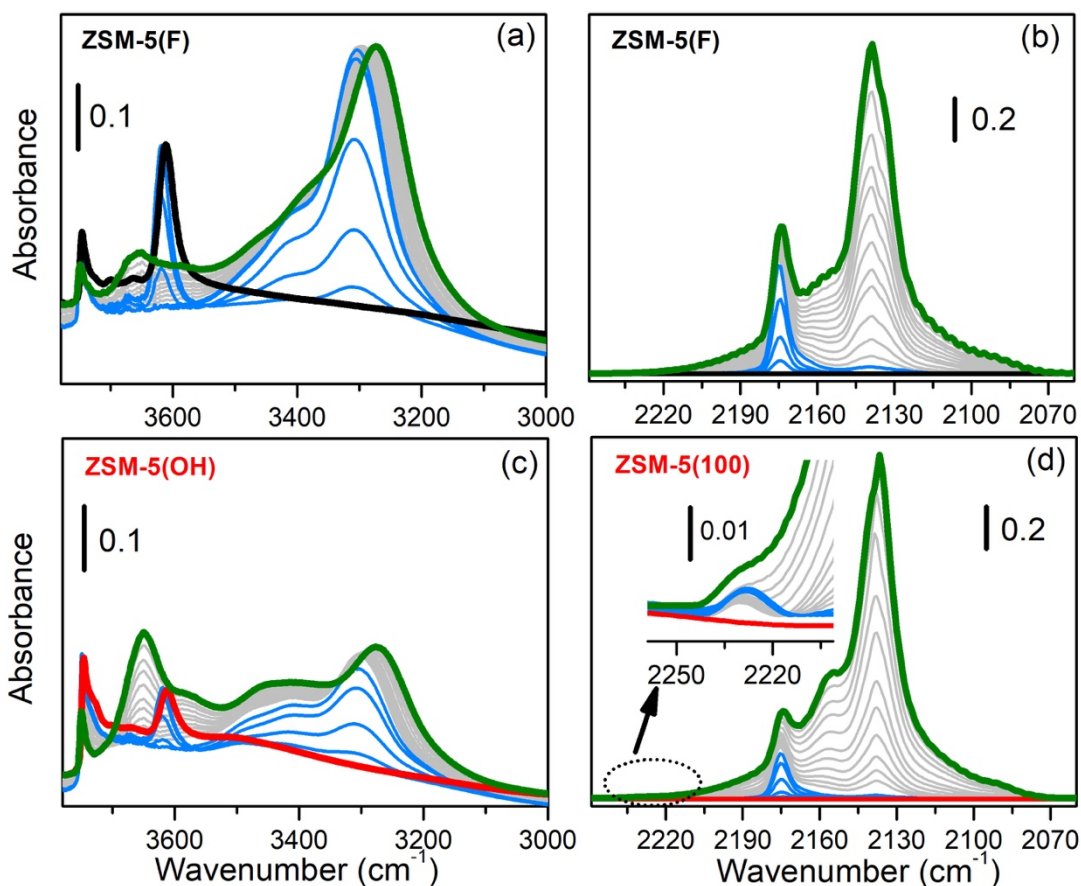 ZSM-5(F)
(a)
0.1
Absorbance
3600
3400
3200
3000
ZSM-5(F)
(b)
0.2
2220
2190
2160
2130
2100
2070
ZSM-5(OH)
(c)
0.1
Absorbance
3600
3400
3200
3000
Wavenumber (cm⁻¹)
ZSM-5(100)
(d)
0.01
0.2
2250
2220
2220
2190
2160
2130
2100
2070
Wavenumber (cm⁻¹)